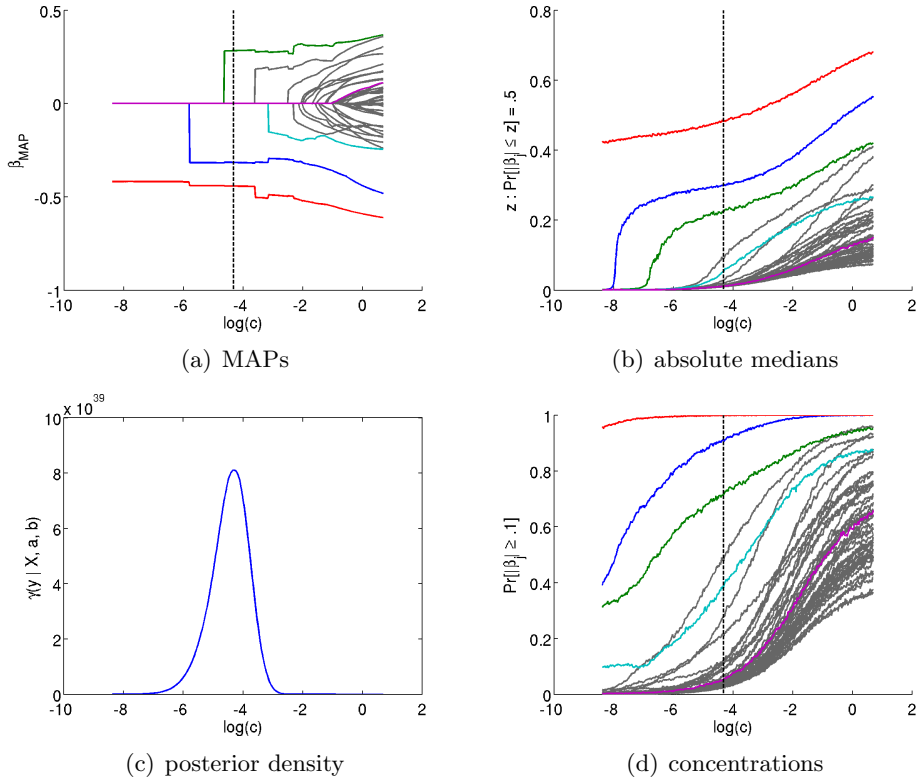 0.5
0
-0.5
-1
β_MAP
-10 -8 -6 -4 -2 0 2
log(c)
(a) MAPs
0.8
0.6
0.4
0.2
0
z : Pr[|β_j| ≤ z] = .5
-10 -8 -6 -4 -2 0 2
log(c)
(b) absolute medians
x 10^39
10
8
6
4
2
0
γ(y | X, a, b)
-10 -8 -6 -4 -2 0 2
log(c)
(c) posterior density
1
0.8
0.6
0.4
0.2
0
Pr[|β_j| ≥ .1]
-10 -8 -6 -4 -2 0 2
log(c)
(d) concentrations